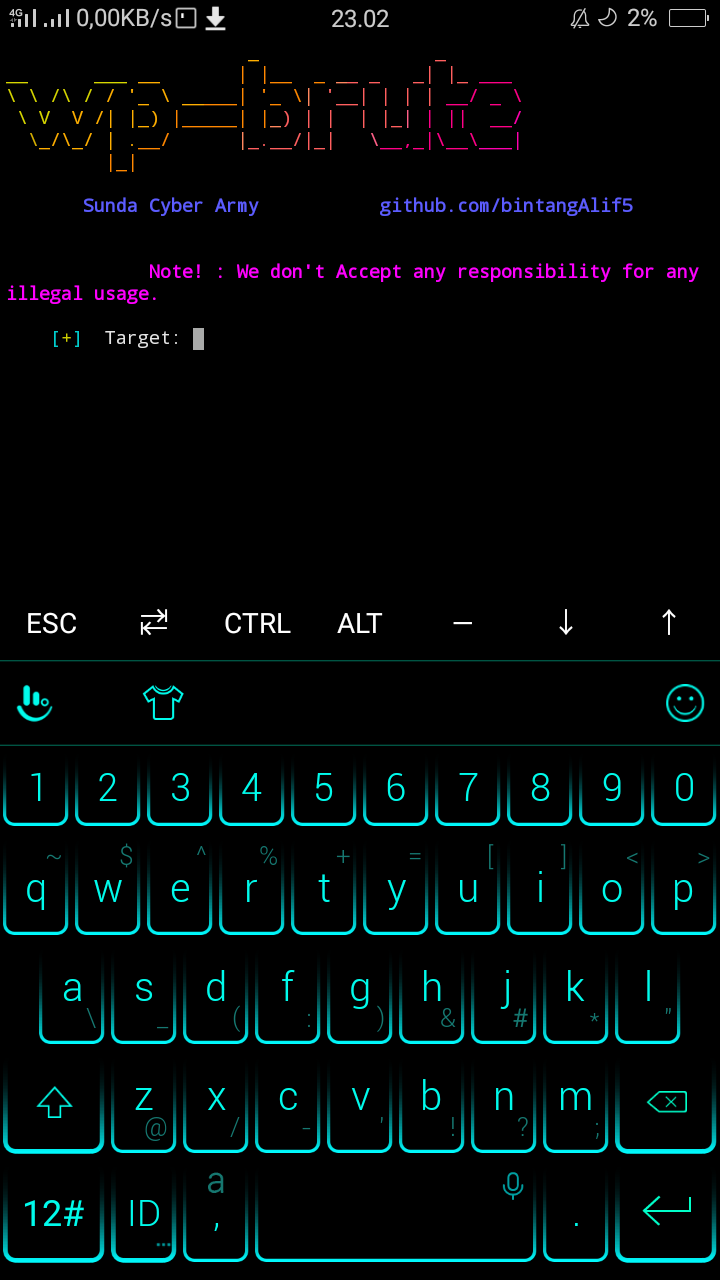 4G 0,00KB/s 23.02 2%
wp-brute
Sunda Cyber Army github.com/bintangAlif5
Note! : We don't Accept any responsibility for any
illegal usage.
[+] Target:
ESC CTRL ALT –
1 2 3 4 5 6 7 8 9 0
~ $ ^ % + = [ ] < >
q w e r t y u i o p
a s d f g h j k l
\ _ ( : ) & # * "
z x c v b n m
@ / - ' ! ? ;
12# ID a , .